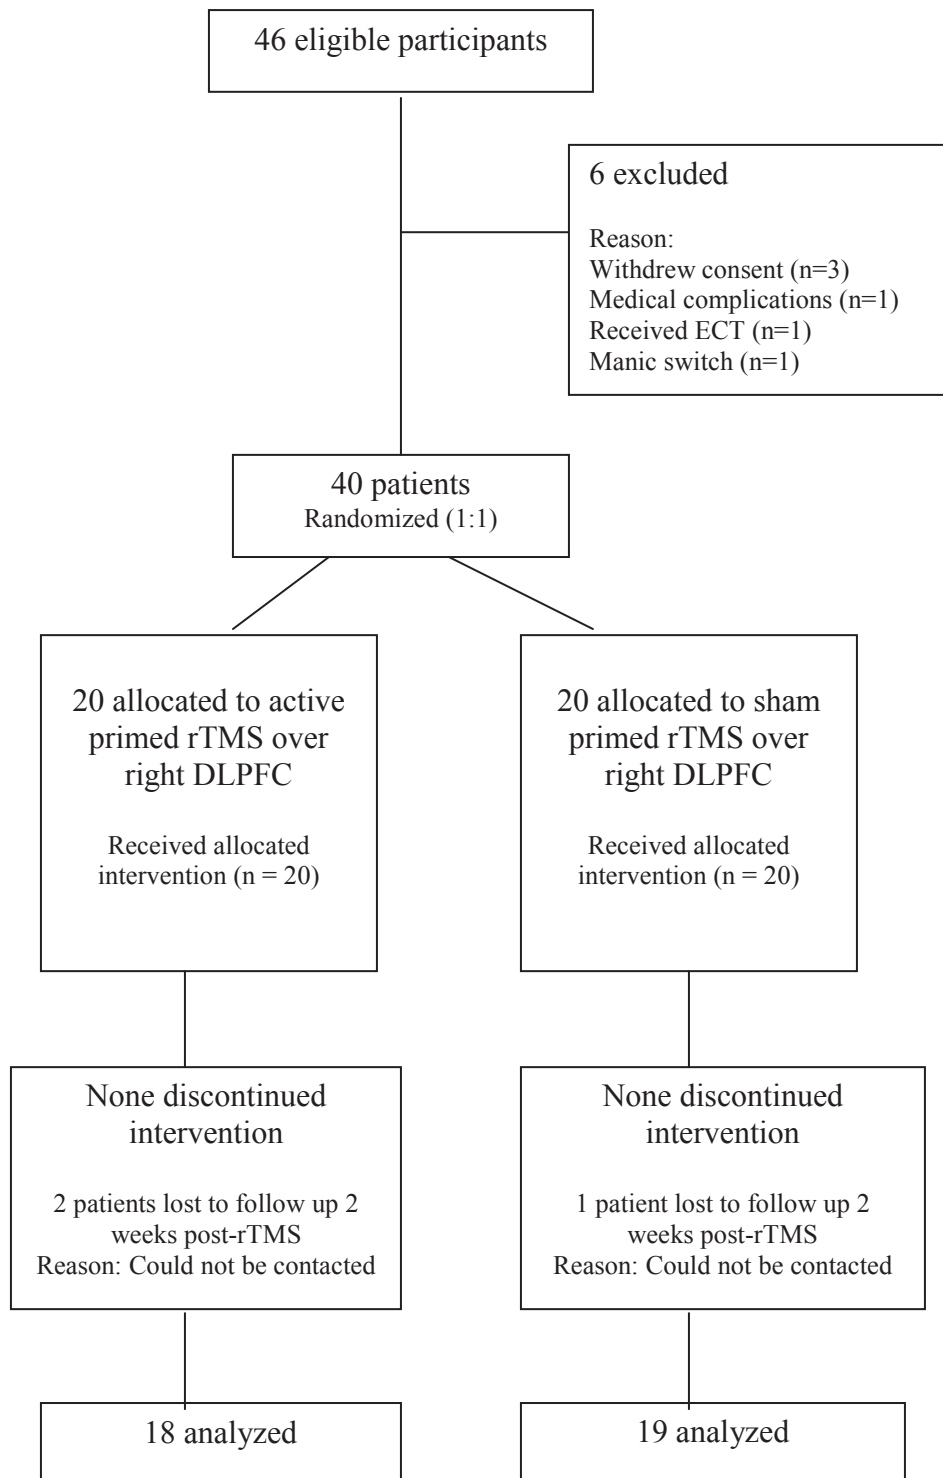 46 eligible participants
6 excluded
Reason:
Withdrew consent (n=3)
Medical complications (n=1)
Received ECT (n=1)
Manic switch (n=1)
40 patients
Randomized (1:1)
20 allocated to active
primed rTMS over
right DLPFC
Received allocated
intervention (n = 20)
20 allocated to sham
primed rTMS over
right DLPFC
Received allocated
intervention (n = 20)
None discontinued
intervention
2 patients lost to follow up 2
weeks post-rTMS
Reason: Could not be contacted
None discontinued
intervention
1 patient lost to follow up 2
weeks post-rTMS
Reason: Could not be contacted
18 analyzed
19 analyzed